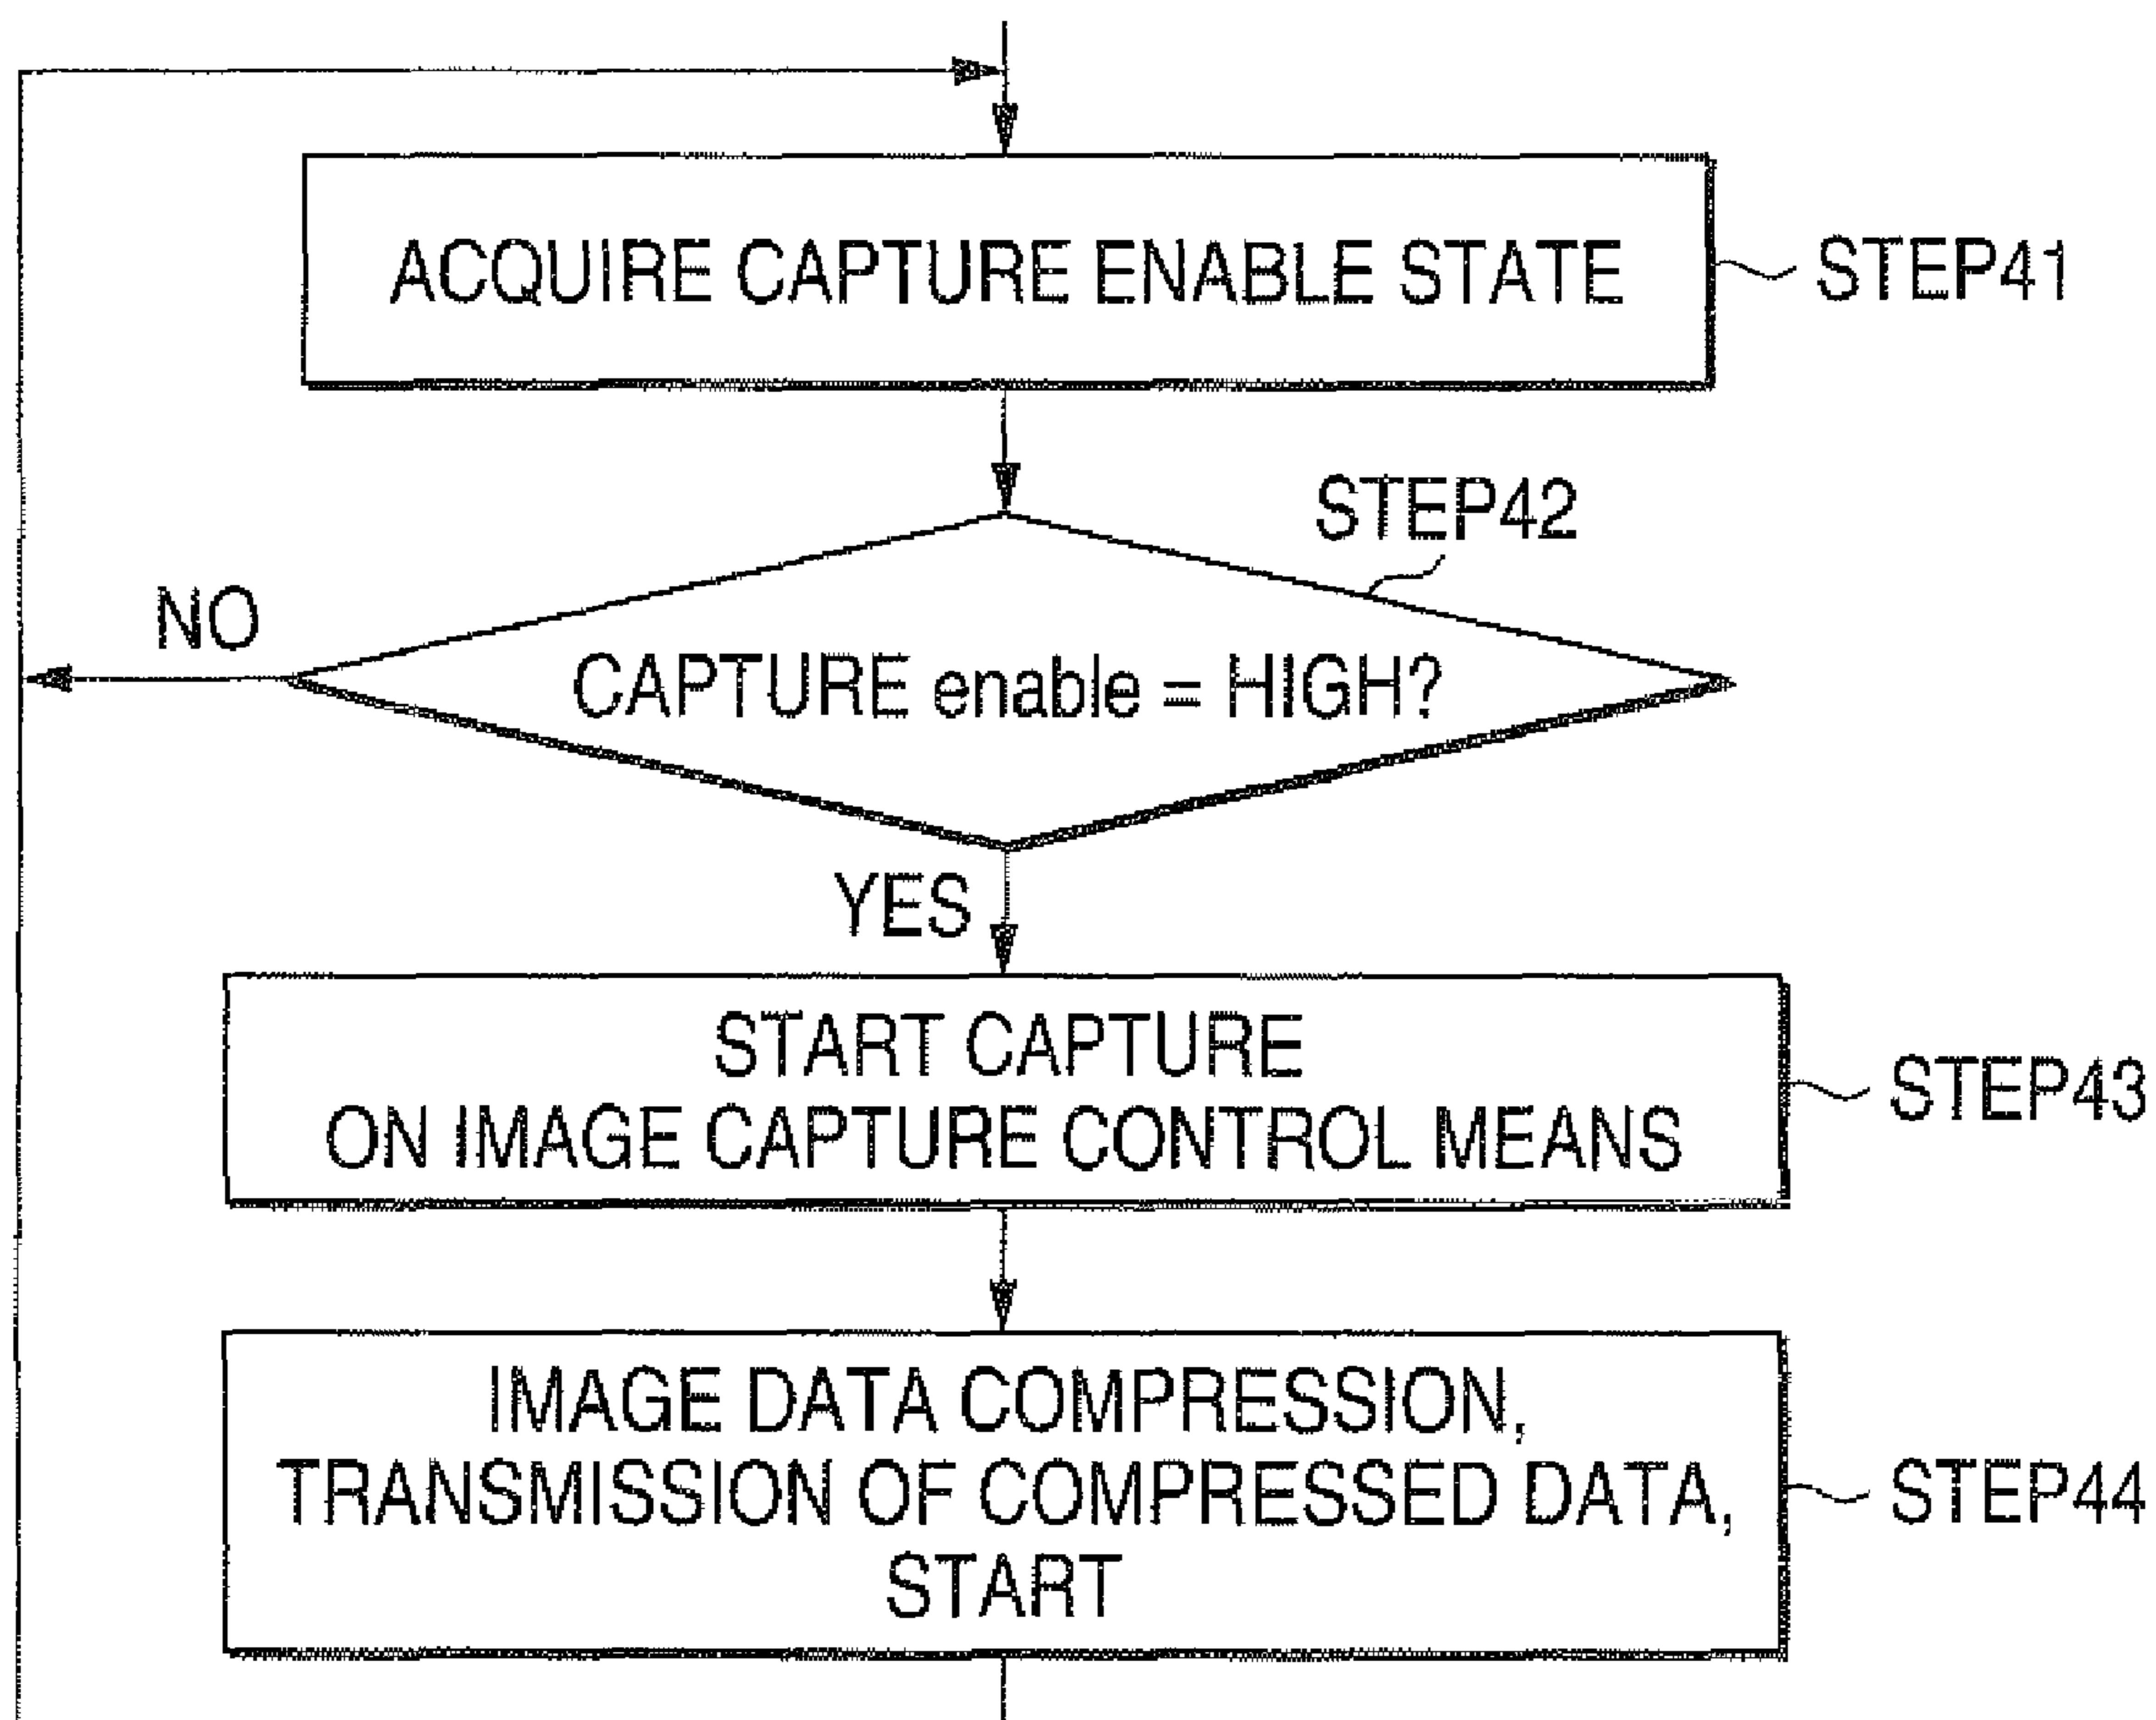 ACQUIRE CAPTURE ENABLE STATE
STEP41
STEP42
NO
CAPTURE enable = HIGH?
YES
START CAPTURE
ON IMAGE CAPTURE CONTROL MEANS
STEP43
IMAGE DATA COMPRESSION,
TRANSMISSION OF COMPRESSED DATA,
START
STEP44